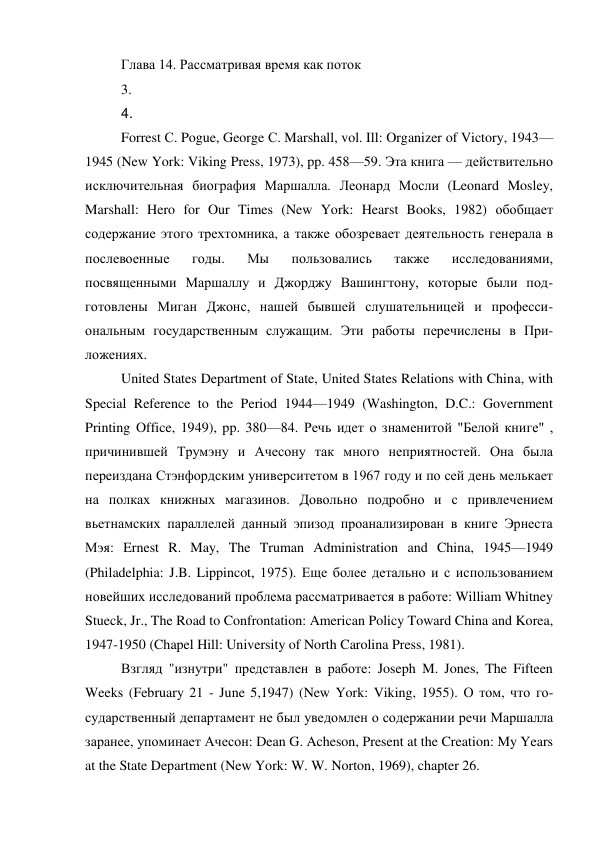 Глава 14. Рассматривая время как поток
3.
4.
Forrest C. Pogue, George C. Marshall, vol. Ill: Organizer of Victory, 1943—
1945 (New York: Viking Press, 1973), pp. 458—59. Эта книга — действительно
исключительная биография Маршалла. Леонард Мосли (Leonard Mosley,
Marshall: Hero for Our Times (New York: Hearst Books, 1982) обобщает
содержание этого трехтомника, а также обозревает деятельность генерала в
послевоенные годы. Мы пользовались также исследованиями,
посвященными Маршаллу и Джорджу Вашингтону, которые были под-
готовлены Миган Джонс, нашей бывшей слушательницей и професси-
ональным государственным служащим. Эти работы перечислены в При-
ложениях.
United States Department of State, United States Relations with China, with
Special Reference to the Period 1944—1949 (Washington, D.C.: Government
Printing Office, 1949), pp. 380—84. Речь идет о знаменитой "Белой книге" ,
причинившей Трумэну и Ачесону так много неприятностей. Она была
переиздана Стэнфордским университетом в 1967 году и по сей день мелькает
на полках книжных магазинов. Довольно подробно и с привлечением
вьетнамских параллелей данный эпизод проанализирован в книге Эрнеста
Мэя: Ernest R. May, The Truman Administration and China, 1945—1949
(Philadelphia: J.B. Lippincot, 1975). Еще более детально и с использованием
новейших исследований проблема рассматривается в работе: William Whitney
Stueck, Jr., The Road to Confrontation: American Policy Toward China and Korea,
1947-1950 (Chapel Hill: University of North Carolina Press, 1981).
Взгляд "изнутри" представлен в работе: Joseph M. Jones, The Fifteen
Weeks (February 21 - June 5,1947) (New York: Viking, 1955). О том, что го-
сударственный департамент не был уведомлен о содержании речи Маршалла
заранее, упоминает Ачесон: Dean G. Acheson, Present at the Creation: My Years
at the State Department (New York: W. W. Norton, 1969), chapter 26.